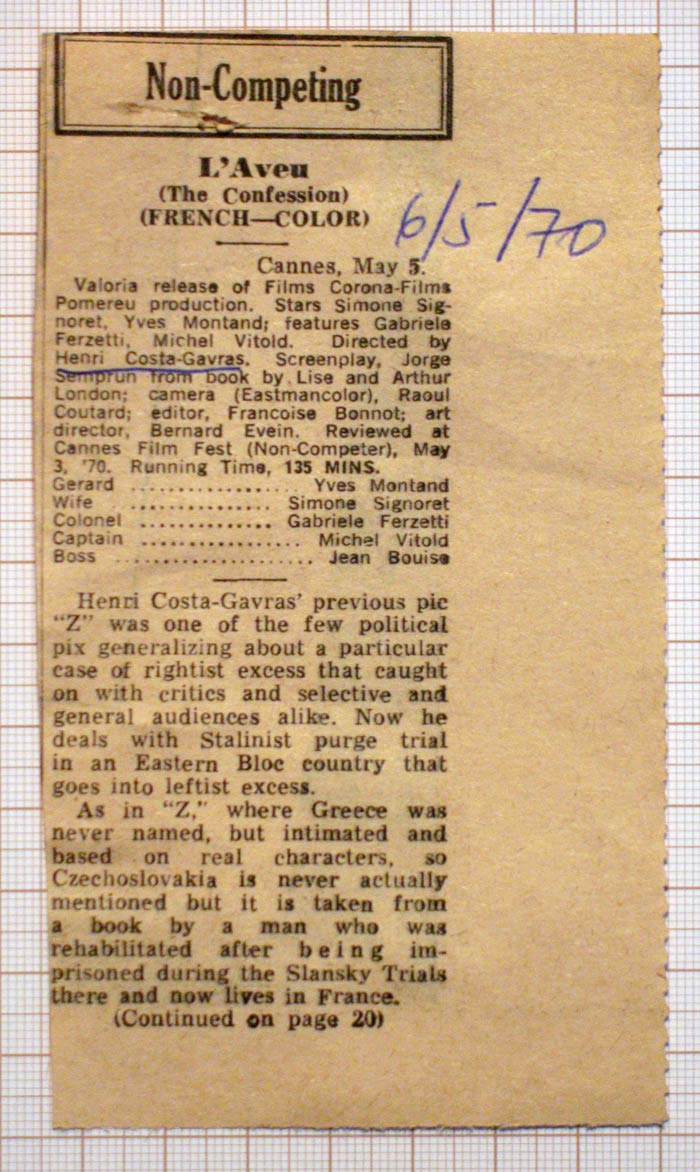 Non-Competing
L'Aveu
(The Confession)
(FRENCH—COLOR)
6/5/70
Cannes, May 5.
Valoria release of Films Corona-Films
Pomereu production. Stars Simone Sig-
noret, Yves Montand; features Gabriele
Ferzetti, Michel Vitold. Directed by
Henri Costa-Gavras. Screenplay, Jorge
Semprun from book by Lise and Arthur
London; camera (Eastmancolor), Raoul
Coutard; editor, Francoise Bonnot; art
director, Bernard Evein. Reviewed at
Cannes Film Fest (Non-Competer), May
3, '70. Running Time, 135 MINS.
Gerard .................. Yves Montand
Wife ............... Simone Signoret
Colonel ............. Gabriele Ferzetti
Captain ................ Michel Vitold
Boss ..................... Jean Bouise
Henri Costa-Gavras' previous pic
"Z" was one of the few political
pix generalizing about a particular
case of rightist excess that caught
on with critics and selective and
general audiences alike. Now he
deals with Stalinist purge trial
in an Eastern Bloc country that
goes into leftist excess.
As in "Z," where Greece was
never named, but intimated and
based on real characters, so
Czechoslovakia is never actually
mentioned but it is taken from
a book by a man who was
rehabilitated after being im-
prisoned during the Slansky Trials
there and now lives in France.
(Continued on page 20)